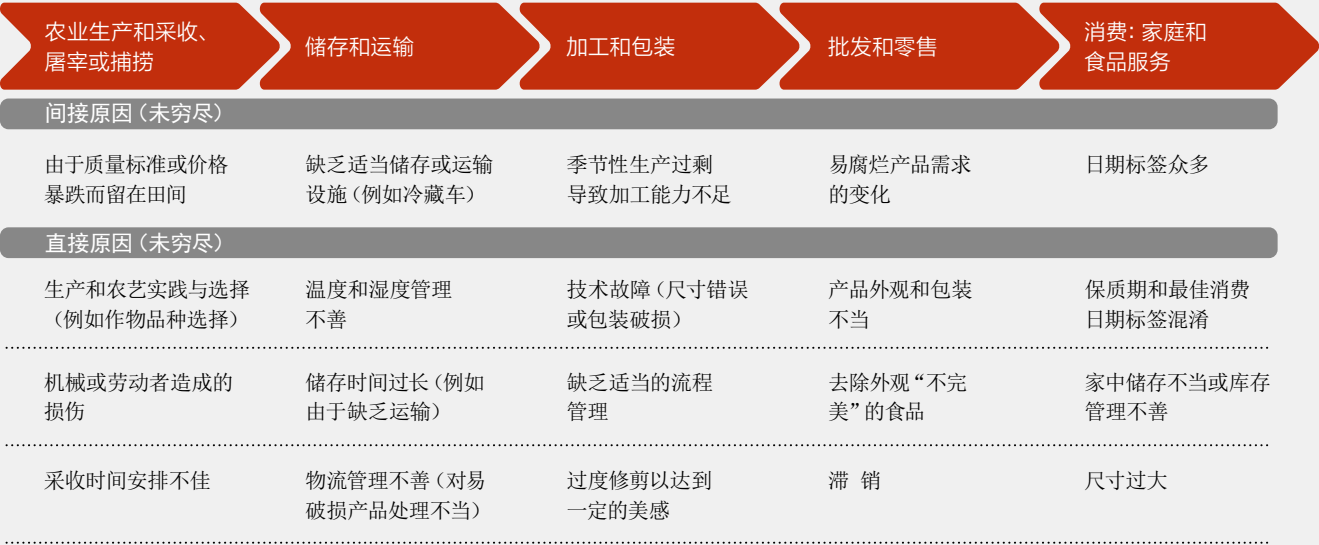 农业生产和采收、
屠宰或捕捞
储存和运输
加工和包装
批发和零售
消费：家庭和
食品服务
间接原因（未穷尽）
由于质量标准或价格
暴跌而留在田间
缺乏适当储存或运输
设施（例如冷藏车）
季节性生产过剩
导致加工能力不足
易腐烂产品需求
的变化
日期标签众多
直接原因（未穷尽）
生产和农艺实践与选择
（例如作物品种选择）
温度和湿度管理
不善
技术故障（尺寸错误
或包装破损）
产品外观和包装
不当
保质期和最佳消费
日期标签混淆
机械或劳动者造成的
损伤
储存时间过长（例如
由于缺乏运输）
缺乏适当的流程
管理
去除外观“不完
美”的食品
家中储存不当或库存
管理不善
采收时间安排不佳
物流管理不善（对易
破损产品处理不当）
过度修剪以达到
一定的美感
滞 销
尺寸过大